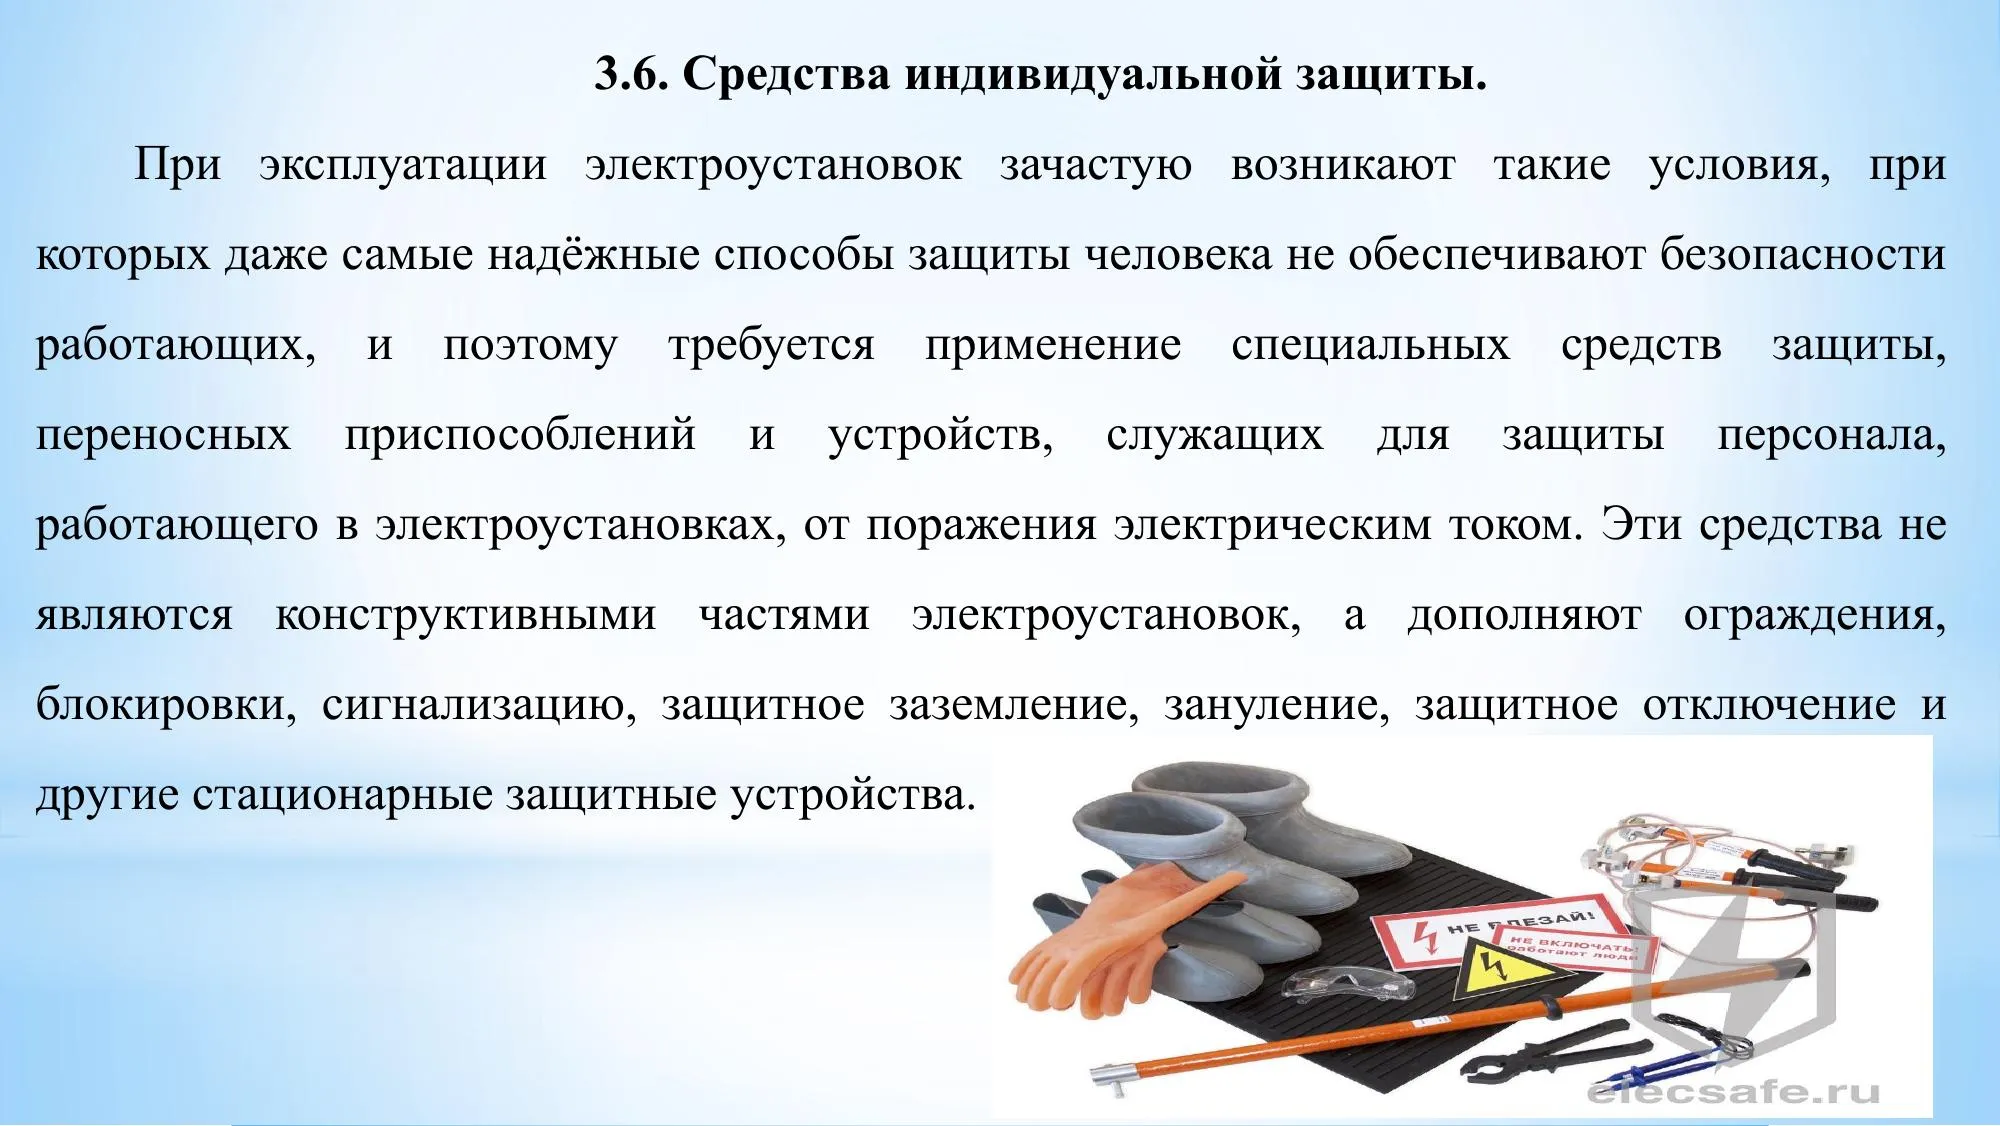 3.6. Средства индивидуальной защиты.
При эксплуатации электроустановок зачастую возникают такие условия, при
которых даже самые надёжные способы защиты человека не обеспечивают безопасности
работающих, и поэтому требуется применение специальных средств защиты,
переносных приспособлений и устройств, служащих для защиты персонала,
работающего в электроустановках, от поражения электрическим током. Эти средства не
являются конструктивными частями электроустановок, а дополняют ограждения,
блокировки, сигнализацию, защитное заземление, зануление, защитное отключение и
другие стационарные защитные устройства.
НЕ ВЛЕЗАЙ!
НЕ ВКЛЮЧАТЬ!
работают люди
elecsafe.ru